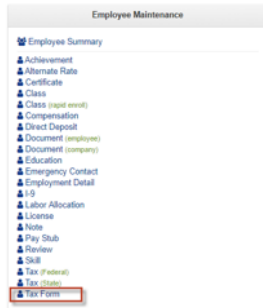 Employee Maintenance
Employee Summary
Achievement
Alternate Rate
Certificate
Class
Class (rapid enroll)
Compensation
Direct Deposit
Document (employee)
Document (company)
Education
Emergency Contact
Employment Detail
I-9
Labor Allocation
License
Note
Pay Stub
Review
Skill
Tax (Federal)
Tax (State)
Tax Form